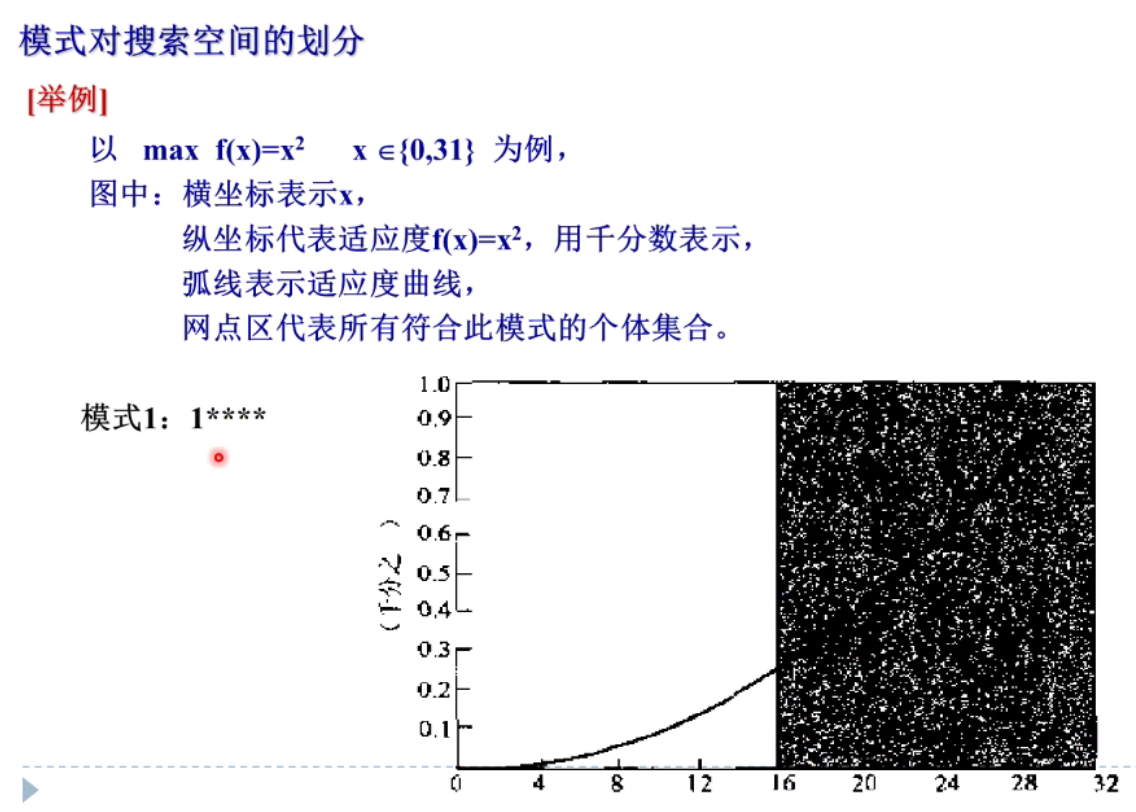 模式对搜索空间的划分
[举例]
以 max f(x)=x² x ∈{0,31} 为例，
图中：横坐标表示x，
纵坐标代表适应度f(x)=x²，用千分数表示，
弧线表示适应度曲线，
网点区代表所有符合此模式的个体集合。
模式1：1****
1.0
0.9
0.8
0.7
0.6
0.5
0.4
0.3
0.2
0.1
（千分之 ）
0 4 8 12 16 20 24 28 32